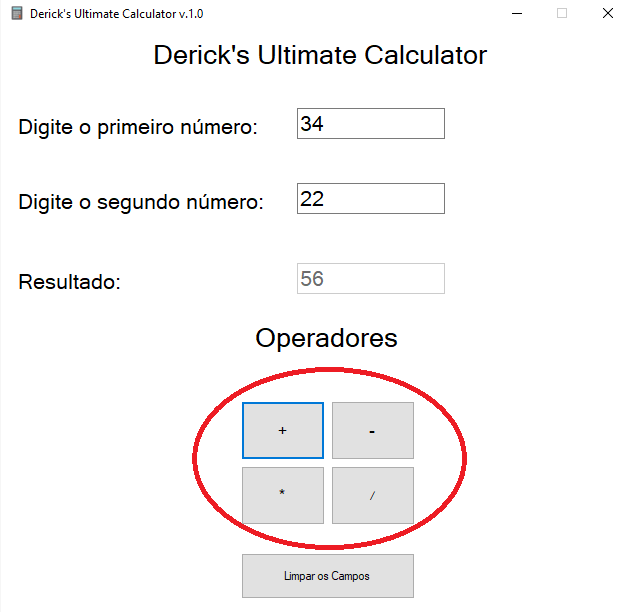 Derick's Ultimate Calculator v.1.0
Derick's Ultimate Calculator
Digite o primeiro número: 34
Digite o segundo número: 22
Resultado: 56
Operadores
+ -
* /
Limpar os Campos